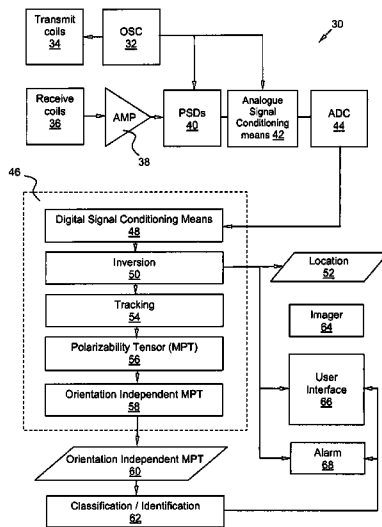 30
Transmit
coils
34
OSC
32
Receive
coils
36
AMP
38
PSDs
40
Analogue
Signal
Conditioning
means 42
ADC
44
46
Digital Signal Conditioning Means
48
Inversion
50
Location
52
Tracking
54
Imager
64
Polarizability Tensor (MPT)
56
User
Interface
66
Orientation Independent MPT
58
Alarm
68
Orientation Independent MPT
60
Classification / Identification
62